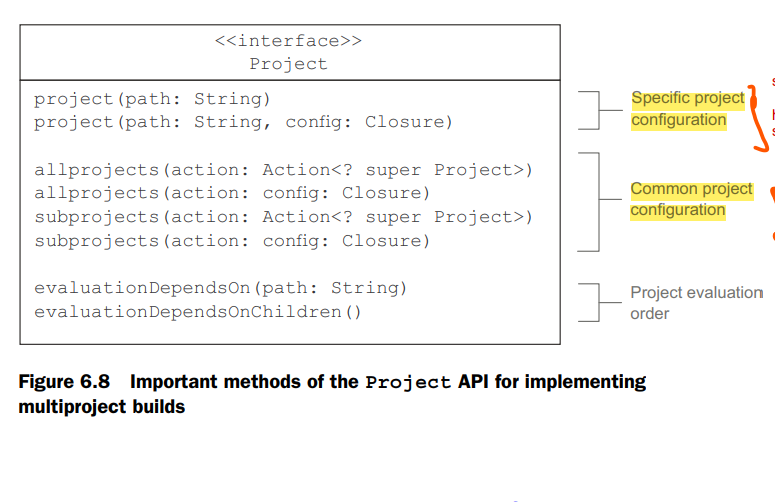 <<interface>>
Project
project(path: String)
project(path: String, config: Closure)
allprojects(action: Action<? super Project>)
allprojects(action: config: Closure)
subprojects(action: Action<? super Project>)
subprojects(action: config: Closure)
evaluationDependsOn(path: String)
evaluationDependsOnChildren()
Specific project
configuration
Common project
configuration
Project evaluation
order
Figure 6.8 Important methods of the Project API for implementing
multiproject builds